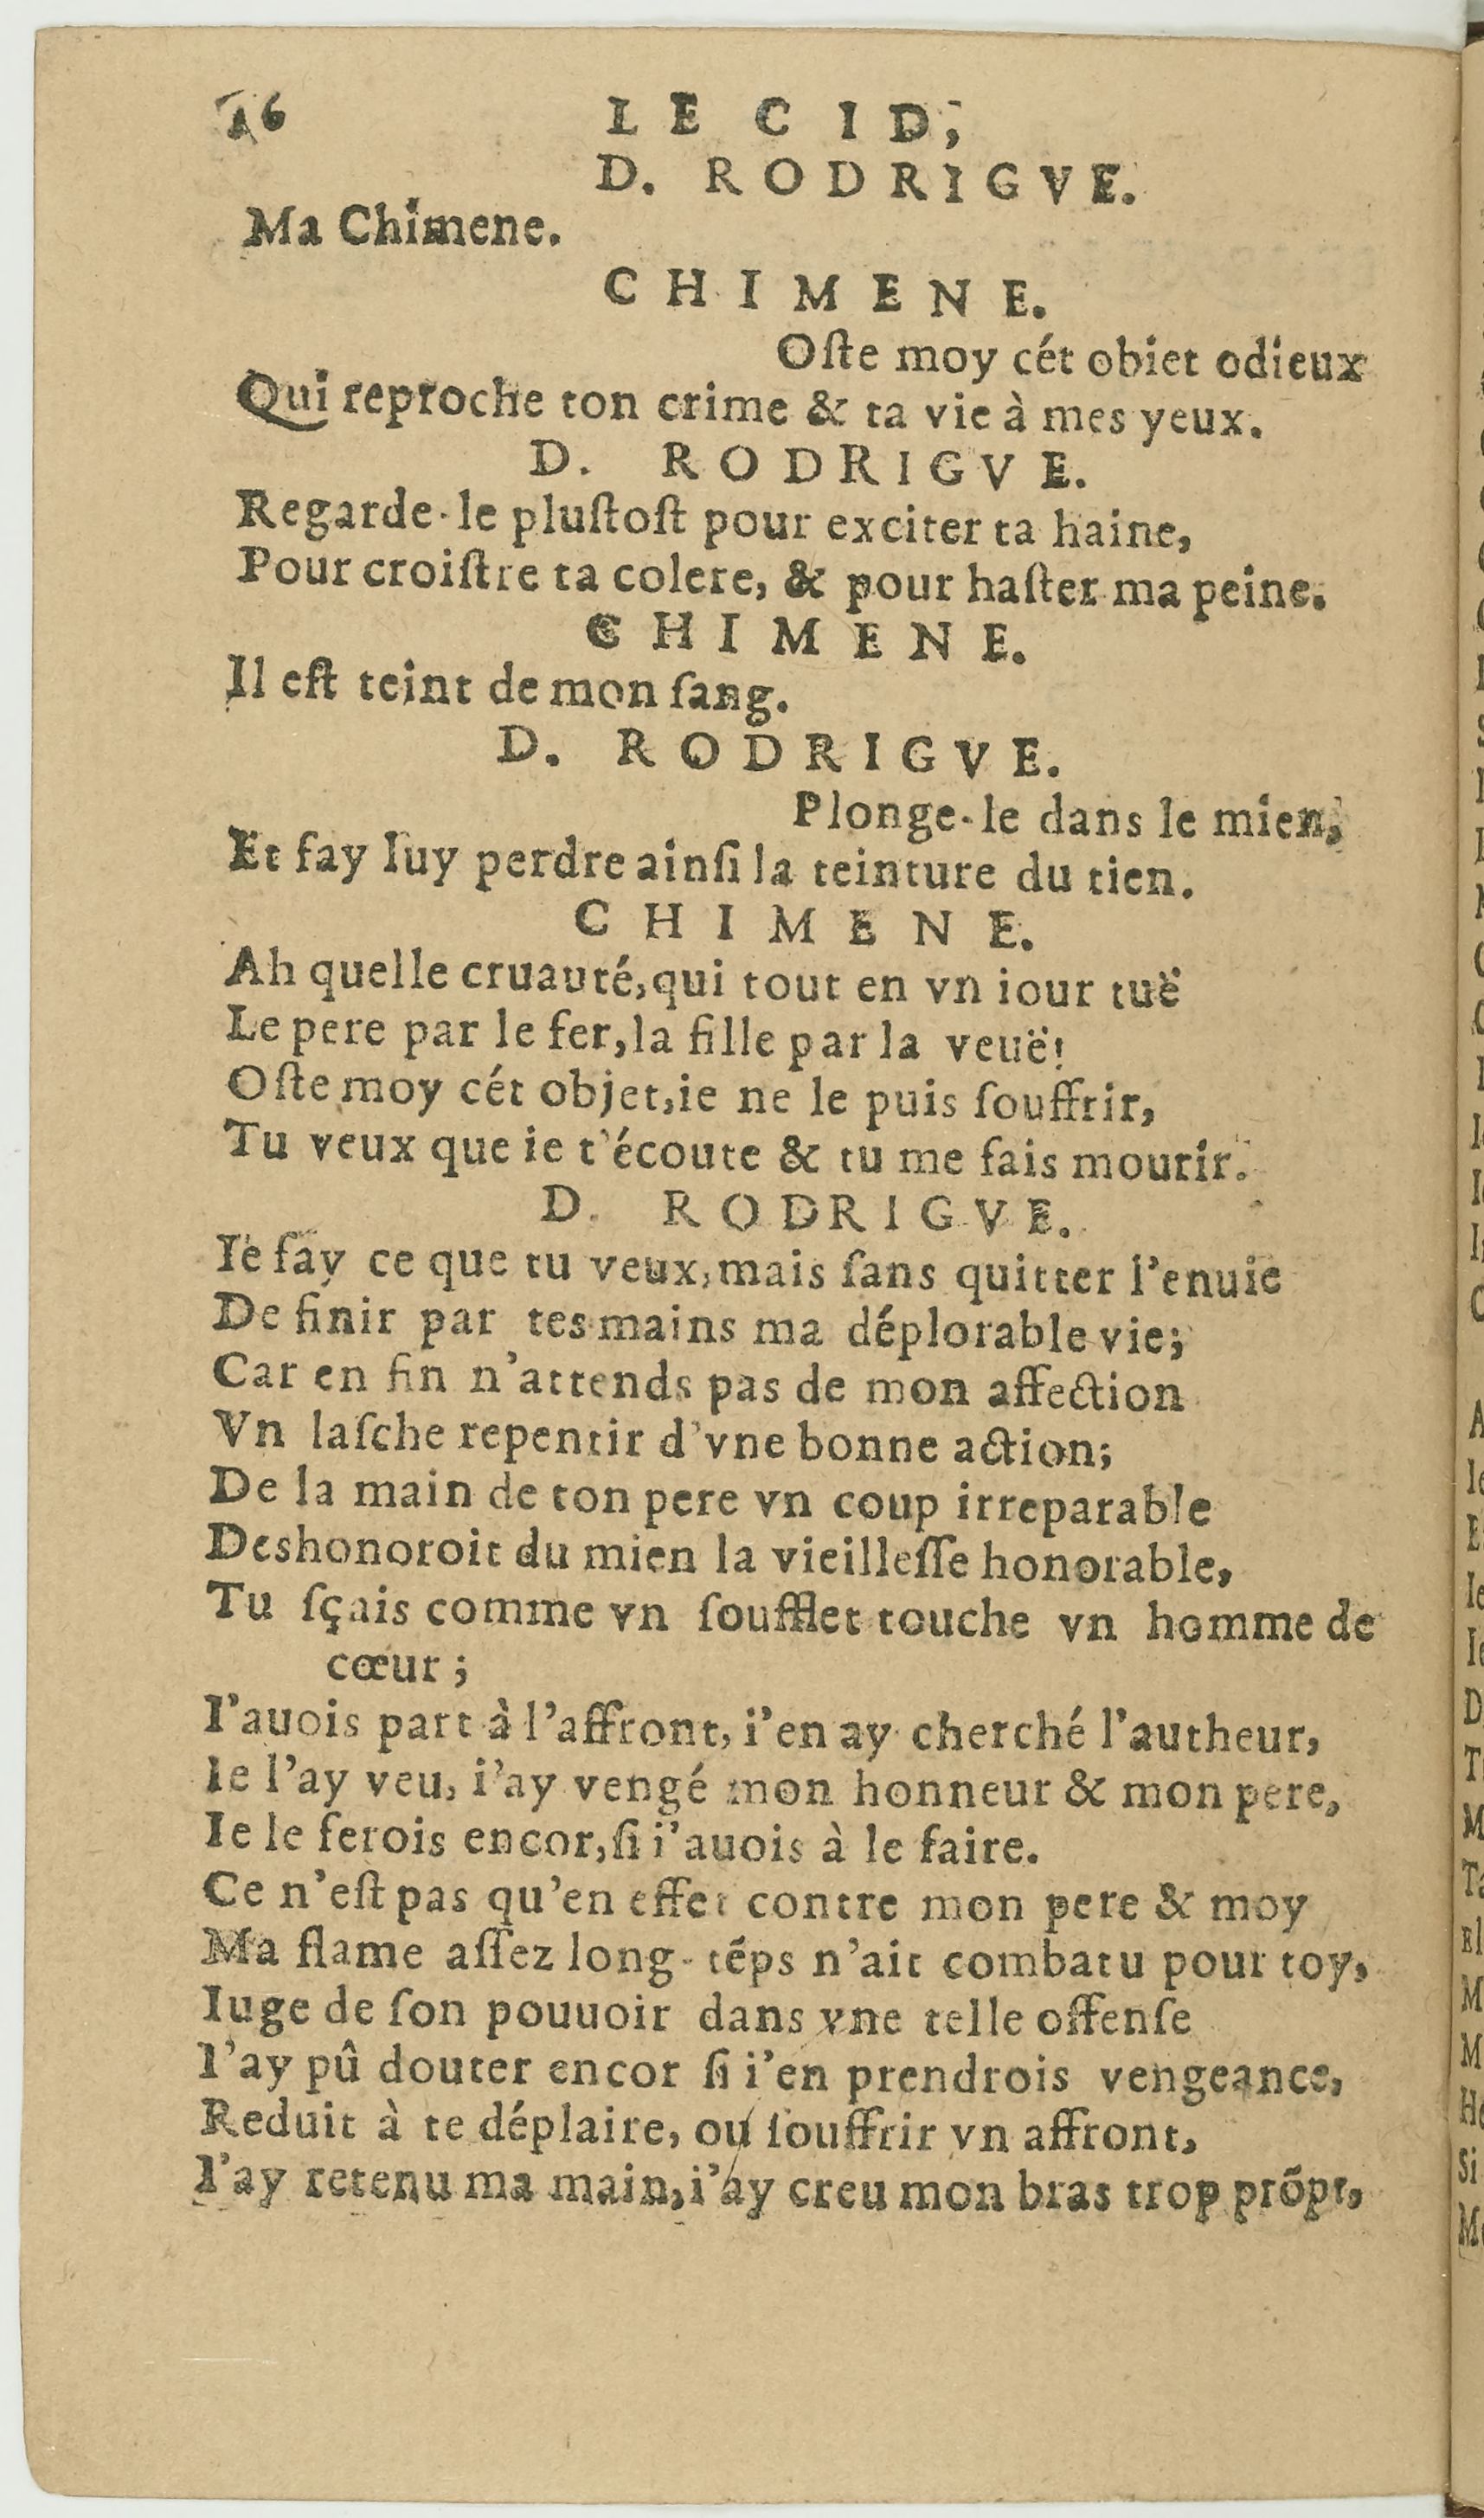 46 LE CID,
D. RODRIGVE.
Ma Chimene.
CHIMENE.
Oſte moy cét obiet odieux
Qui reproche ton crime & ta vie à mes yeux.
D. RODRIGVE.
Regarde-le pluſtoſt pour exciter ta haine,
Pour croiſtre ta colere, & pour haſter ma peine.
CHIMENE.
Il eſt teint de mon ſang.
D. RODRIGVE.
Plonge-le dans le mien,
Et fay luy perdre ainſi la teinture du tien.
CHIMENE.
Ah quelle cruauté, qui tout en vn iour tuë
Le pere par le fer, la fille par la veuë!
Oſte moy cét objet, ie ne le puis ſouffrir,
Tu veux que ie t'écoute & tu me fais mourir.
D. RODRIGVE.
Ie fay ce que tu veux, mais ſans quitter l'enuie
De finir par tes mains ma déplorable vie;
Car en fin n'attends pas de mon affection
Vn laſche repentir d'vne bonne action;
De la main de ton pere vn coup irreparable
Deshonoroit du mien la vieilleſſe honorable,
Tu ſçais comme vn ſoufflet touche vn homme de
cœur;
I'auois part à l'affront, i'en ay cherché l'autheur,
Ie l'ay veu, i'ay vengé mon honneur & mon pere,
Ie le ferois encor, ſi i'auois à le faire.
Ce n'eſt pas qu'en effet contre mon pere & moy
Ma flame aſſez long-tẽps n'ait combatu pour toy,
Iuge de ſon pouuoir dans vne telle offenſe
I'ay pû douter encor ſi i'en prendrois vengeance,
Reduit à te déplaire, ou ſouffrir vn affront,
I'ay retenu ma main, i'ay creu mon bras trop prõpt,